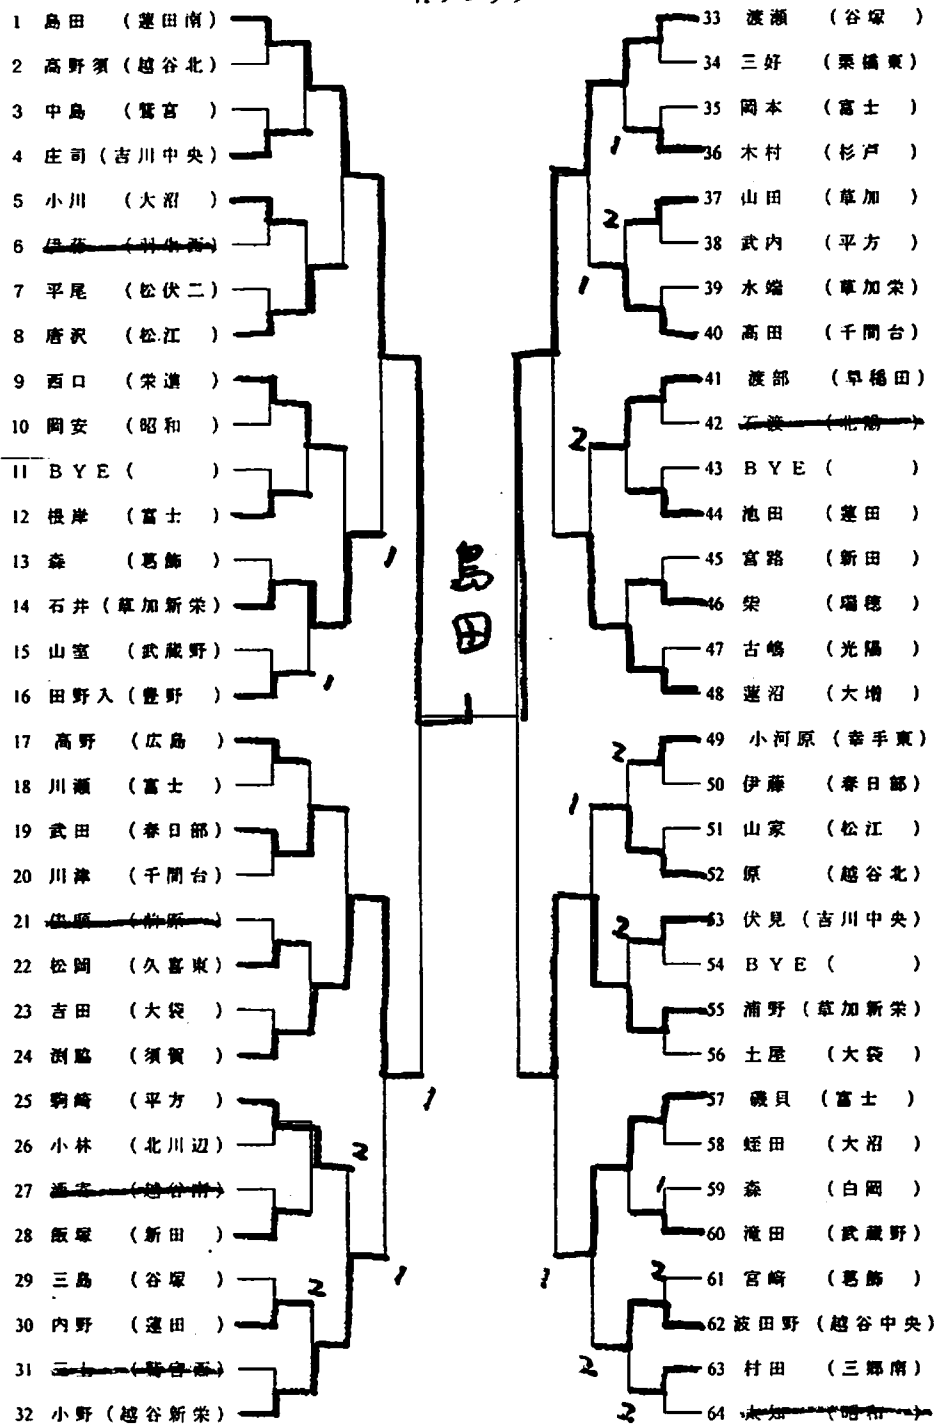 1 島田 (蓮田南)
2 高野須 (越谷北)
3 中島 (鷲宮)
4 庄司 (吉川中央)
5 小川 (大沼)
6
7 平尾 (松伏二)
8 唐沢 (松江)
9 西口 (栄進)
10 岡安 (昭和)
11 BYE ( )
12 根岸 (富士)
13 森 (葛飾)
14 石井 (草加新栄)
15 山室 (武蔵野)
16 田野入 (豊野)
17 高野 (広島)
18 川瀬 (富士)
19 武田 (春日部)
20 川津 (千間台)
21
22 松岡 (久喜東)
23 吉田 (大袋)
24 渕脇 (須賀)
25 駒崎 (平方)
26 小林 (北川辺)
27
28 飯塚 (新田)
29 三島 (谷塚)
30 内野 (蓮田)
31
32 小野 (越谷新栄)
1
1
1
2
2
1
島田
33 渡瀬 (谷塚)
34 三好 (栗橋東)
35 岡本 (富士)
36 木村 (杉戸)
37 山田 (草加)
38 武内 (平方)
39 水端 (草加栄)
40 高田 (千間台)
41 渡部 (早稲田)
42
43 BYE ( )
44 池田 (蓮田)
45 宮路 (新田)
46 柴 (瑞穂)
47 古嶋 (光陽)
48 蓮沼 (大増)
49 小河原 (幸手東)
50 伊藤 (春日部)
51 山家 (松江)
52 原 (越谷北)
53 伏見 (吉川中央)
54 BYE ( )
55 浦野 (草加新栄)
56 土屋 (大袋)
57 磯貝 (富士)
58 蛭田 (大沼)
59 森 (白岡)
60 滝田 (武蔵野)
61 宮崎 (葛飾)
62 波田野 (越谷中央)
63 村田 (三郷南)
64
1
2
1
2
2
1
2
1
2
1
2
2